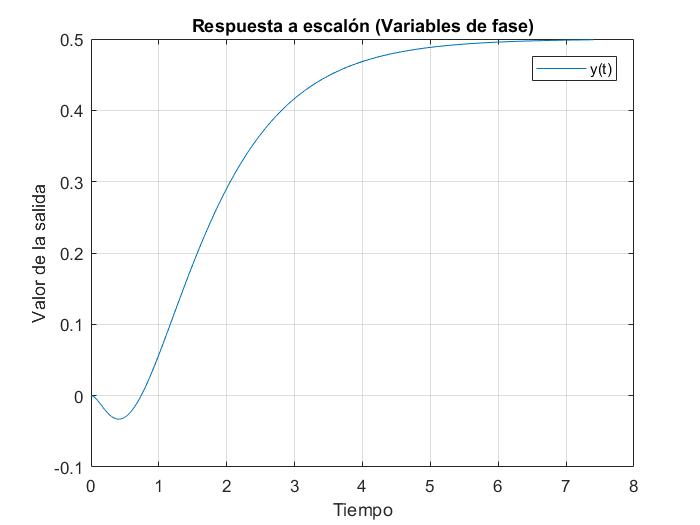 Respuesta a escalón (Variables de fase)
0.5
0.4
0.3
0.2
0.1
0
-0.1
Valor de la salida
y(t)
0 1 2 3 4 5 6 7 8
Tiempo